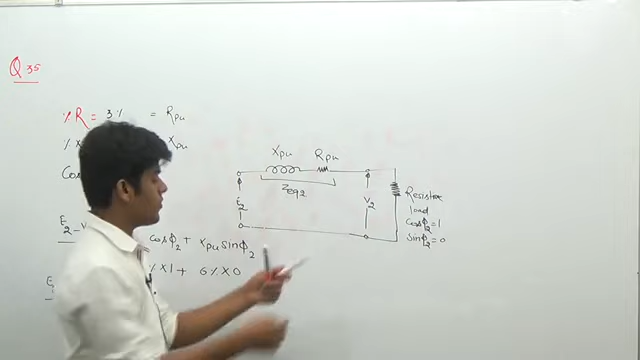 Q 35
% R = 3 % = Rpu
% X Xpu
Cos
E2 - V
cosϕ2 + Xpu sinϕ2
% X 1 + 6 % X 0
E
Xpu Rpu
Zeq2
E2
V2
Resistive
load
cosϕ2 = 1
sinϕ2 = 0